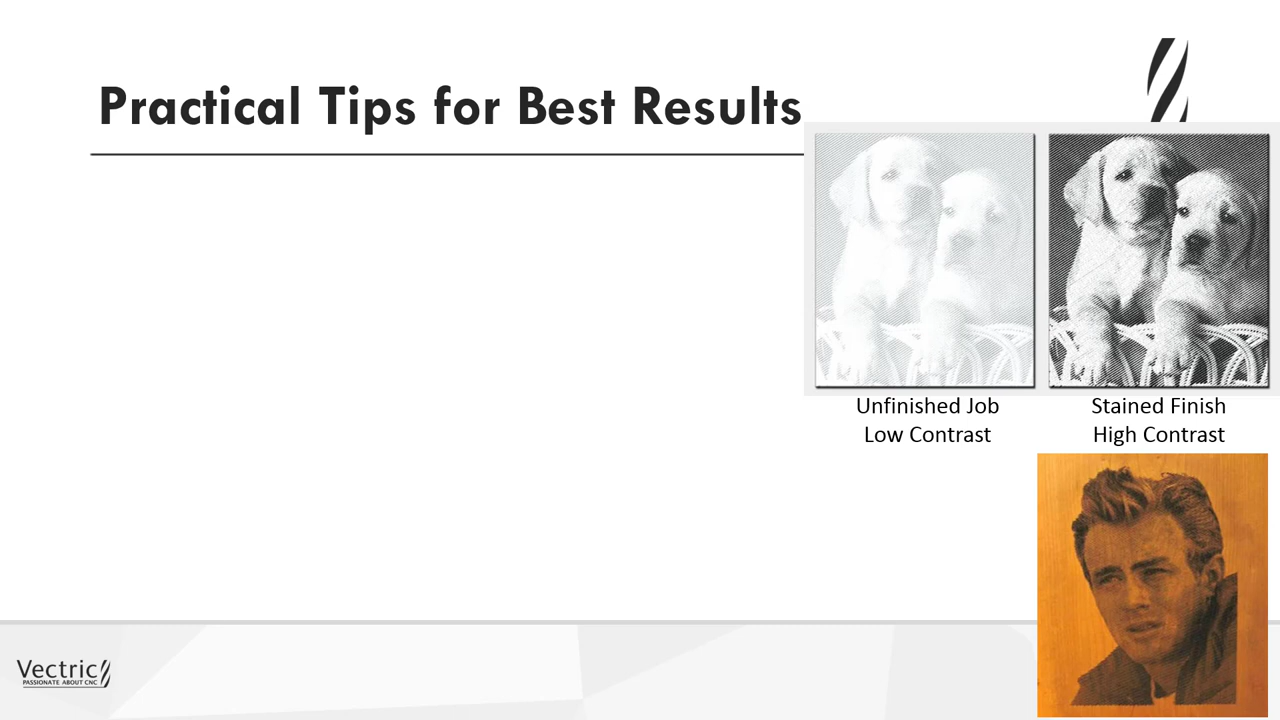 Practical Tips for Best Results
Unfinished Job
Low Contrast
Stained Finish
High Contrast
Vectric
PASSIONATE ABOUT CNC